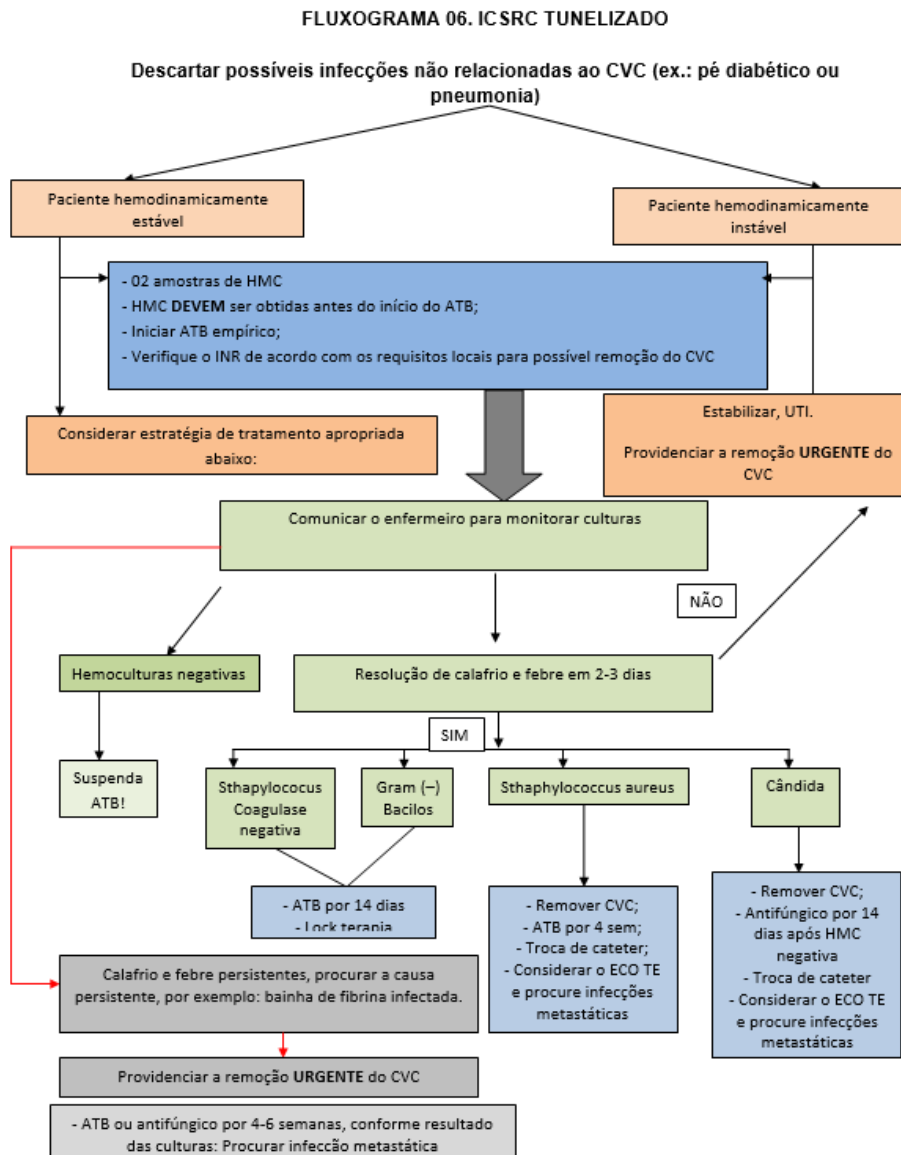 FLUXOGRAMA 06. ICSRC TUNELIZADO
Descartar possíveis infecções não relacionadas ao CVC (ex.: pé diabético ou
pneumonia)
Paciente hemodinamicamente
estável
Paciente hemodinamicamente
instável
- 02 amostras de HMC
- HMC DEVEM ser obtidas antes do início do ATB;
- Iniciar ATB empírico;
- Verifique o INR de acordo com os requisitos locais para possível remoção do CVC
Considerar estratégia de tratamento apropriada
abaixo:
Estabilizar, UTI.
Providenciar a remoção URGENTE do
CVC
Comunicar o enfermeiro para monitorar culturas
NÃO
Hemoculturas negativas
Resolução de calafrio e febre em 2-3 dias
SIM
Suspenda
ATB!
Sthapylococus
Coagulase
negativa
Gram (–)
Bacilos
Sthaphylococcus aureus
Cândida
- ATB por 14 dias
- Lock terapia
- Remover CVC;
- ATB por 4 sem;
- Troca de cateter;
- Considerar o ECO TE
e procure infecções
metastáticas
- Remover CVC;
- Antifúngico por 14
dias após HMC
negativa
- Troca de cateter
- Considerar o ECO TE
e procure infecções
metastáticas
Calafrio e febre persistentes, procurar a causa
persistente, por exemplo: bainha de fibrina infectada.
Providenciar a remoção URGENTE do CVC
- ATB ou antifúngico por 4-6 semanas, conforme resultado
das culturas: Procurar infecção metastática